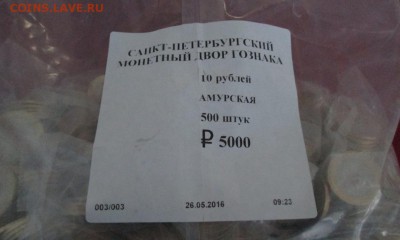 COINS.LAVE.RU
САНКТ-ПЕТЕРБУРГСКИЙ
МОНЕТНЫЙ ДВОР ГОЗНАКА
10 рублей
АМУРСКАЯ
500 штук
₽ 5000
003/003 26.05.2016 09:23